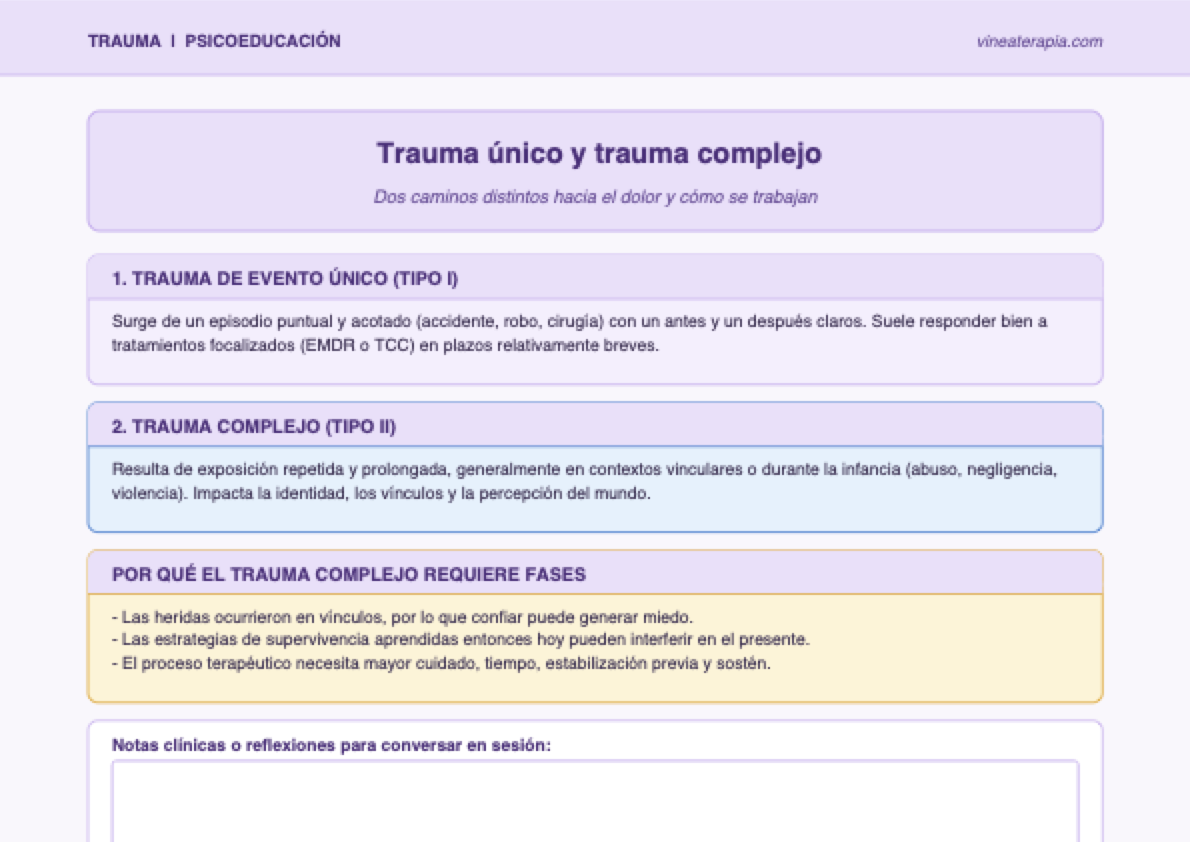 TRAUMA | PSICOEDUCACIÓN
vineaterapia.com
Trauma único y trauma complejo
Dos caminos distintos hacia el dolor y cómo se trabajan
1. TRAUMA DE EVENTO ÚNICO (TIPO I)
Surge de un episodio puntual y acotado (accidente, robo, cirugía) con un antes y un después claros. Suele responder bien a
tratamientos focalizados (EMDR o TCC) en plazos relativamente breves.
2. TRAUMA COMPLEJO (TIPO II)
Resulta de exposición repetida y prolongada, generalmente en contextos vinculares o durante la infancia (abuso, negligencia,
violencia). Impacta la identidad, los vínculos y la percepción del mundo.
POR QUÉ EL TRAUMA COMPLEJO REQUIERE FASES
- Las heridas ocurrieron en vínculos, por lo que confiar puede generar miedo.
- Las estrategias de supervivencia aprendidas entonces hoy pueden interferir en el presente.
- El proceso terapéutico necesita mayor cuidado, tiempo, estabilización previa y sostén.
Notas clínicas o reflexiones para conversar en sesión: